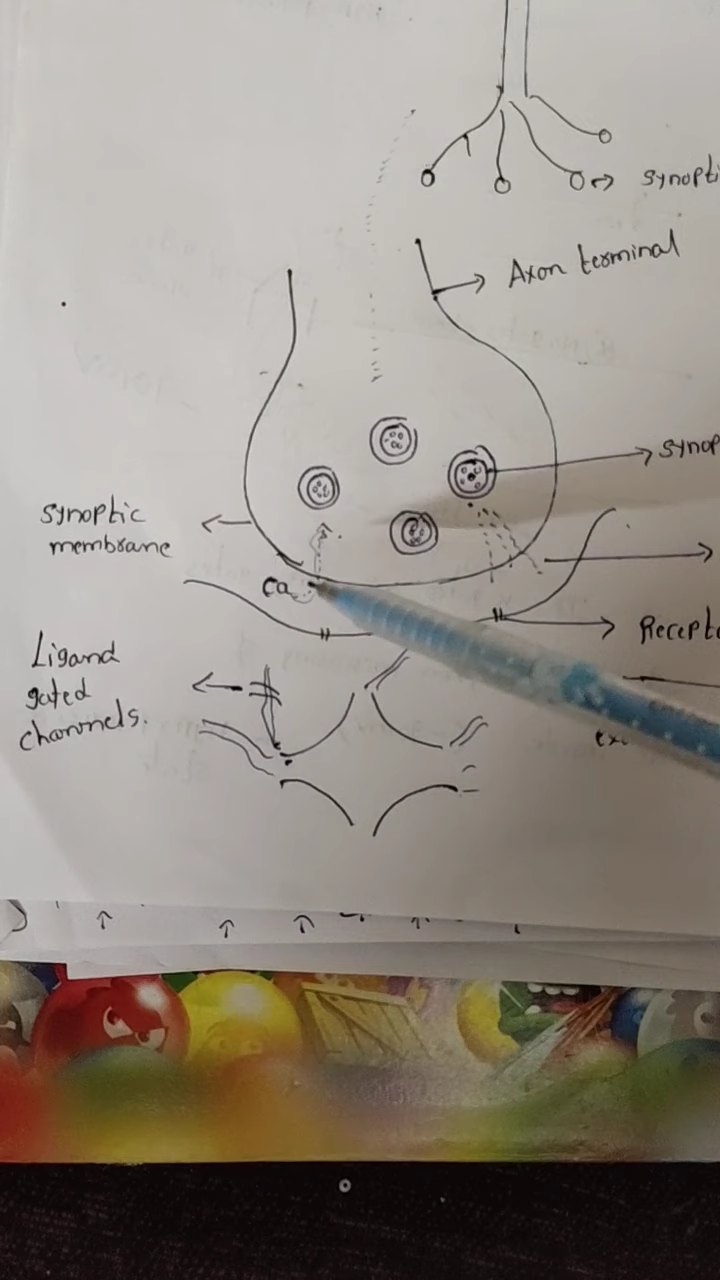 synopti
Axon terminal
synop
synoptic
membrane
Ca
Recept
Ligand
gated
channels.